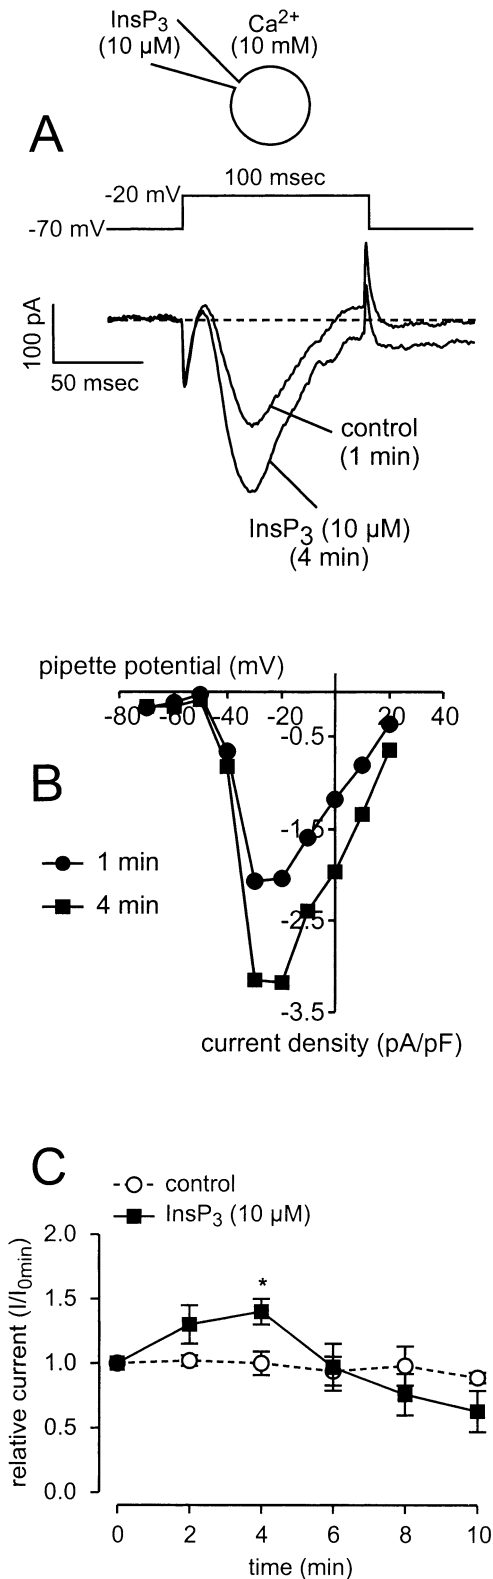 InsP3
(10 µM)
Ca2+
(10 mM)
A
100 msec
-20 mV
-70 mV
100 pA
50 msec
control
(1 min)
InsP3 (10 µM)
(4 min)
pipette potential (mV)
-80 -60 -40 -20 20 40
-0.5
B
-1.5
1 min
4 min
-2.5
-3.5
current density (pA/pF)
C
control
InsP3 (10 µM)
2.0
*
1.5
1.0
0.5
0.0
relative current (I/I0min)
0 2 4 6 8 10
time (min)